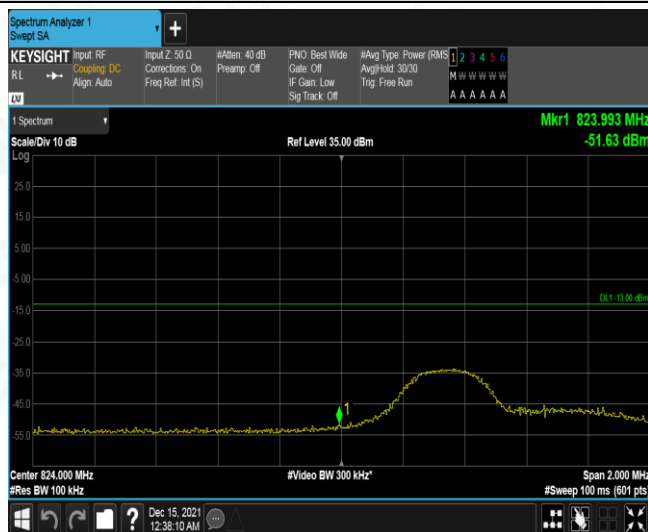 Spectrum Analyzer 1
Swept SA
+
KEYSIGHT Input: RF Input Z: 50 Ω #Atten: 40 dB PNO: Best Wide #Avg Type: Power (RMS 1 2 3 4 5 6
RL Coupling: DC Corrections: On Preamp: Off Gate: Off Avg|Hold: 30/30 M W W W W W
Align: Auto Freq Ref: Int (S) IF Gain: Low Trig: Free Run
Sig Track: Off A A A A A A
LXI
1 Spectrum Mkr1 823.993 MHz
Scale/Div 10 dB Ref Level 35.00 dBm -51.63 dBm
Log
25.0
15.0
5.00
-5.00
DL1 -13.00 dBm
-15.0
-25.0
-35.0
-45.0
1
-55.0
Center 824.000 MHz #Video BW 300 kHz* Span 2.000 MHz
#Res BW 100 kHz #Sweep 100 ms (601 pts)
? Dec 15, 2021
12:38:10 AM